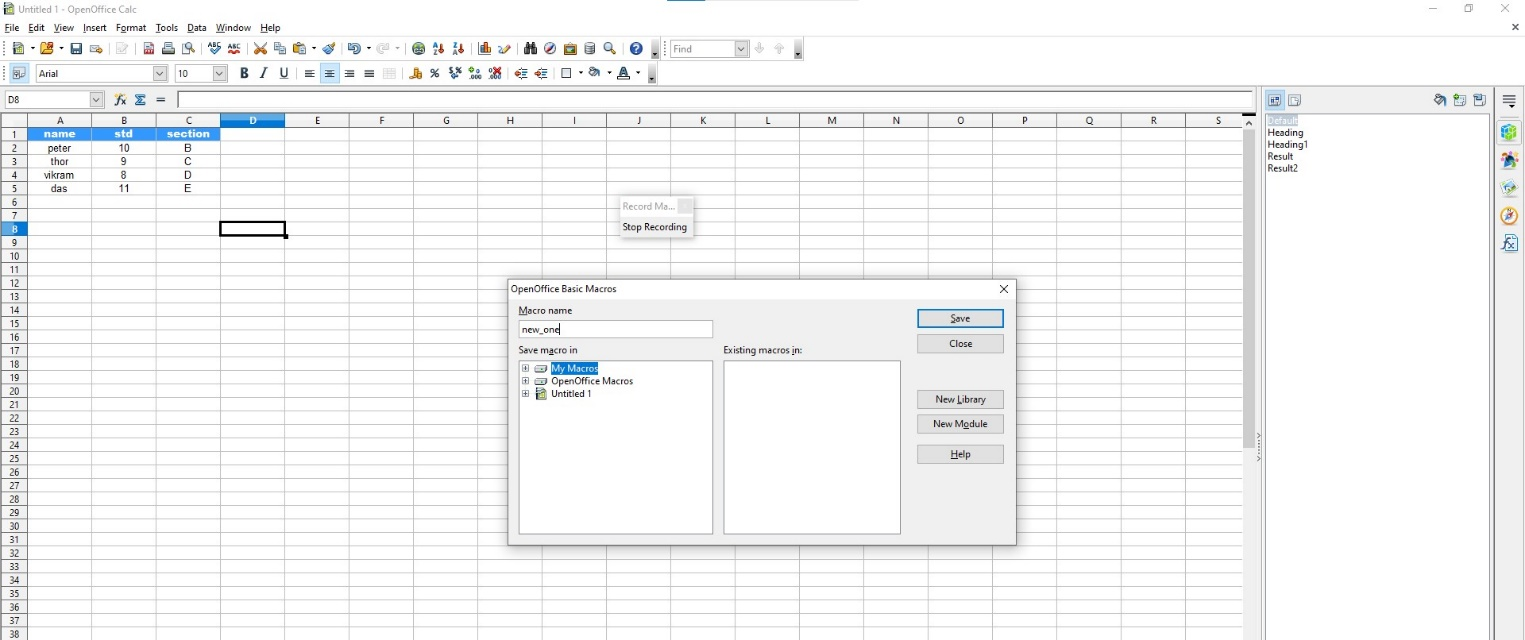 Untitled 1 - OpenOffice Calc
File Edit View Insert Format Tools Data Window Help
Find
Arial 10
D8
A B C D E F G H I J K L M N O P Q R S
1 name std section
2 peter 10 B
3 thor 9 C
4 vikram 8 D
5 das 11 E
6
7
8
9
10
11
12
13
14
15
16
17
18
19
20
21
22
23
24
25
26
27
28
29
30
31
32
33
34
35
36
37
38
Record Ma...
Stop Recording
OpenOffice Basic Macros
Macro name
new_one
Save macro in
Existing macros in:
My Macros
OpenOffice Macros
Untitled 1
Save
Close
New Library
New Module
Help
Default
Heading
Heading1
Result
Result2